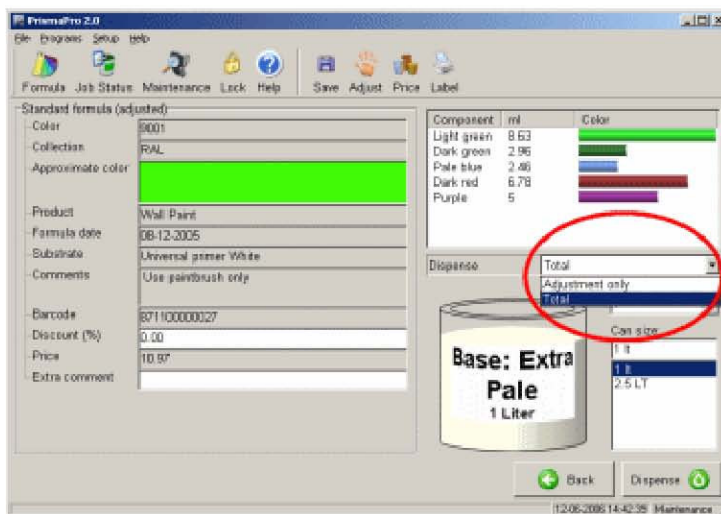 PrismaPro 2.0
File Programs Setup Help
Formula Job Status Maintenance Lock Help Save Adjust Price Label
Standard formula (adjusted)
Color 9001
Collection RAL
Approximate color
Product Wall Paint
Formula date 08-12-2005
Substrate Universal primer White
Comments Use paintbrush only
Barcode 871100000027
Discount (%) 0.00
Price 10.97
Extra comment
Component ml Color
Light green 8.63
Dark green 2.96
Pale blue 2.46
Dark red 6.78
Purple 5
Dispense Total
Adjustment only
Total
Can size
1 lt
1 lt
2.5 LT
Base: Extra
Pale
1 Liter
Back Dispense
12-06-2006 14:42:39 Maintenance